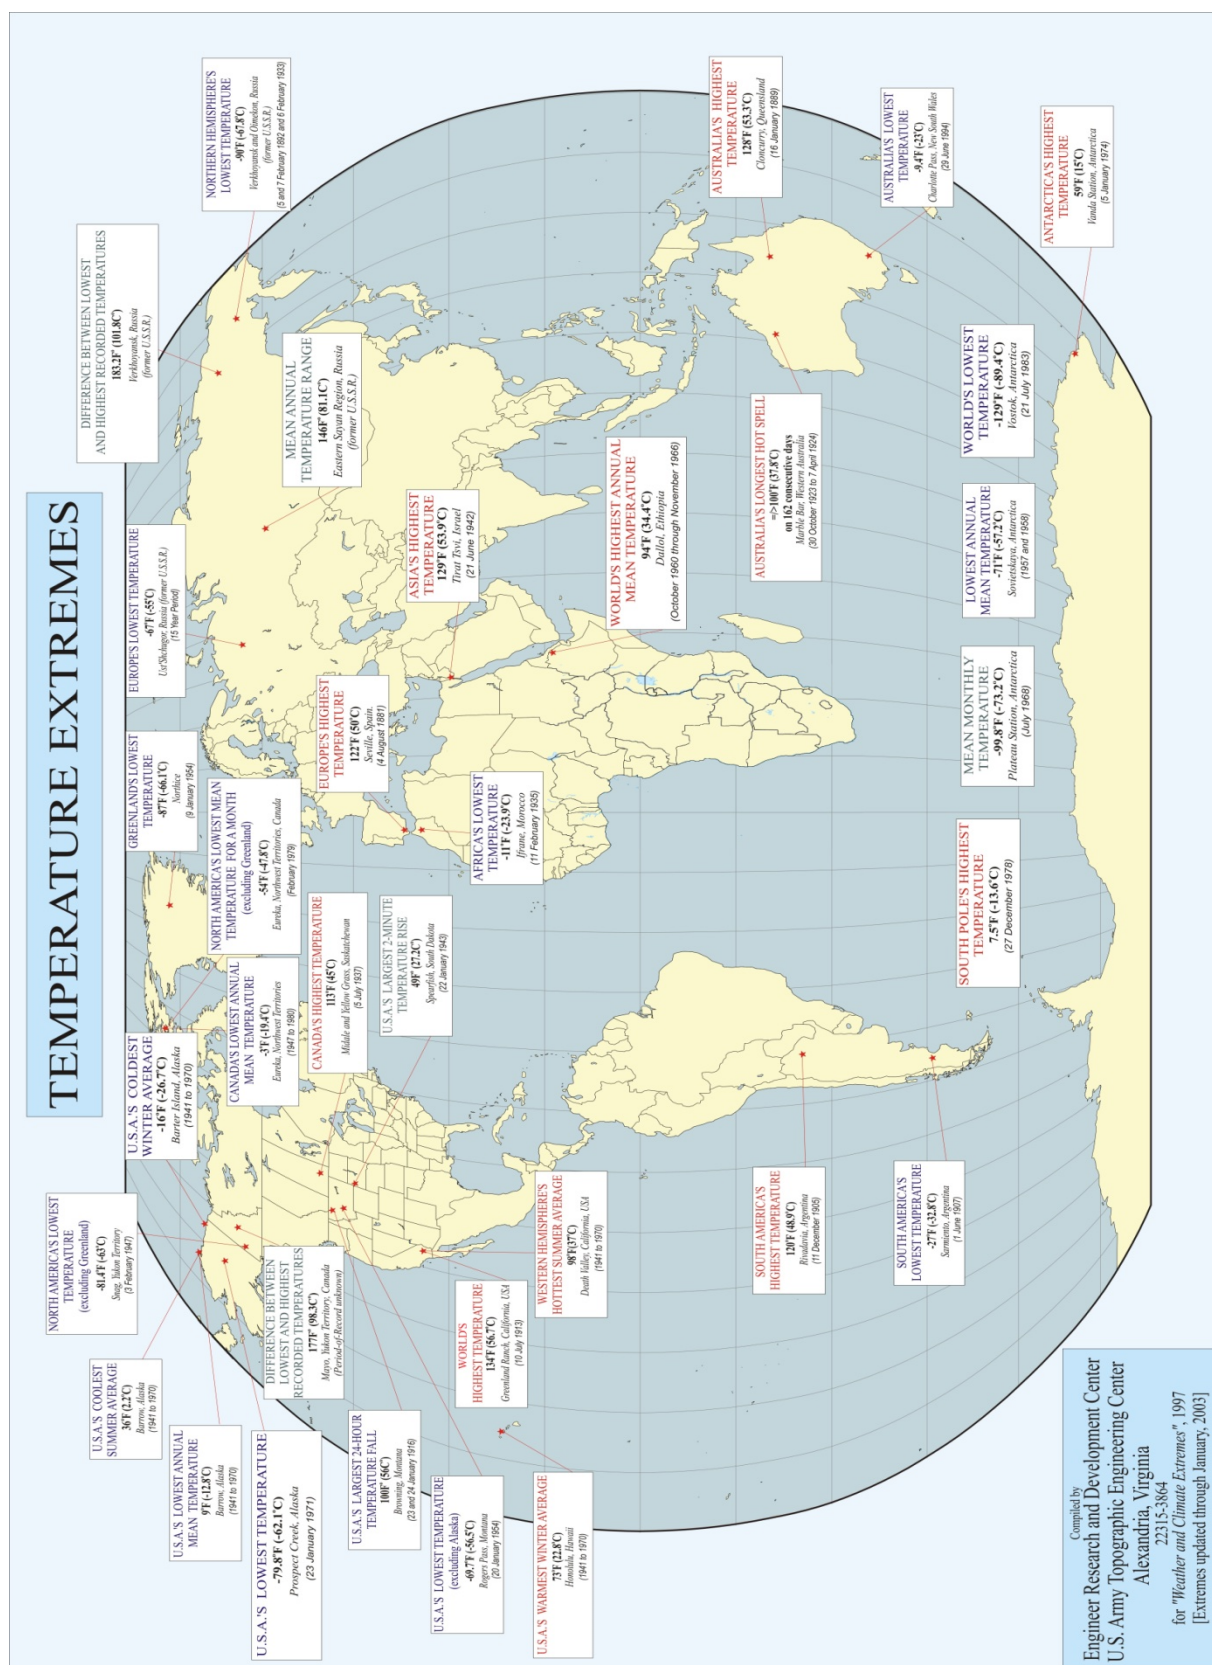 TEMPERATURE EXTREMES
NORTH AMERICA'S LOWEST
TEMPERATURE
(excluding Greenland)
-81.4°F (-63°C)
Snag, Yukon Territory
(3 February 1947)
U.S.A.'S COLDEST
WINTER AVERAGE
-16°F (-26.7°C)
Barter Island, Alaska
(1941 to 1970)
GREENLAND'S LOWEST
TEMPERATURE
-87°F (-66.1°C)
Northice
(9 January 1954)
EUROPE'S LOWEST TEMPERATURE
-67°F (-55°C)
Ust'Shchugor, Russia (former U.S.S.R.)
(15 Year Period)
DIFFERENCE BETWEEN LOWEST
AND HIGHEST RECORDED TEMPERATURES
183.2F° (101.8C°)
Verkhoyansk, Russia
(former U.S.S.R.)
NORTHERN HEMISPHERE'S
LOWEST TEMPERATURE
-90°F (-67.8°C)
Verkhoyansk and Oimekon, Russia
(former U.S.S.R.)
(5 and 7 February 1892 and 6 February 1933)
U.S.A.'S COOLEST
SUMMER AVERAGE
36°F (2.2°C)
Barrow, Alaska
(1941 to 1970)
U.S.A.'S LOWEST ANNUAL
MEAN TEMPERATURE
9°F (-12.8°C)
Barrow, Alaska
(1941 to 1970)
CANADA'S LOWEST ANNUAL
MEAN TEMPERATURE
-3°F (-19.4°C)
Eureka, Northwest Territories
(1947 to 1980)
NORTH AMERICA'S LOWEST MEAN
TEMPERATURE FOR A MONTH
(excluding Greenland)
-54°F (-47.8°C)
Eureka, Northwest Territories, Canada
(February 1979)
MEAN ANNUAL
TEMPERATURE RANGE
146F° (81.1C°)
Eastern Sayan Region, Russia
(former U.S.S.R.)
U.S.A.'S LOWEST TEMPERATURE
-79.8°F (-62.1°C)
Prospect Creek, Alaska
(23 January 1971)
DIFFERENCE BETWEEN
LOWEST AND HIGHEST
RECORDED TEMPERATURES
177F° (98.3C°)
Mayo, Yukon Territory, Canada
(Period-of-Record unknown)
CANADA'S HIGHEST TEMPERATURE
113°F (45°C)
Midale and Yellow Grass, Saskatchewan
(5 July 1937)
EUROPE'S HIGHEST
TEMPERATURE
122°F (50°C)
Seville, Spain.
(4 August 1881)
ASIA'S HIGHEST
TEMPERATURE
129°F (53.9°C)
Tirat Tsvi, Israel
(21 June 1942)
U.S.A.'S LARGEST 24-HOUR
TEMPERATURE FALL
100F° (56C°)
Browning, Montana
(23 and 24 January 1916)
U.S.A.'S LARGEST 2-MINUTE
TEMPERATURE RISE
49F° (27.2C°)
Spearfish, South Dakota
(22 January 1943)
U.S.A.'S LOWEST TEMPERATURE
(excluding Alaska)
-69.7°F (-56.5°C)
Rogers Pass, Montana
(20 January 1954)
WORLD'S
HIGHEST TEMPERATURE
134°F (56.7°C)
Greenland Ranch, California, USA
(10 July 1913)
WESTERN HEMISPHERE'S
HOTTEST SUMMER AVERAGE
98°F(37°C)
Death Valley, California, USA
(1941 to 1970)
AFRICA'S LOWEST
TEMPERATURE
-11°F (-23.9°C)
Ifrane, Morocco
(11 February 1935)
WORLD'S HIGHEST ANNUAL
MEAN TEMPERATURE
94°F (34.4°C)
Dallol, Ethiopia
(October 1960 through November 1966)
U.S.A.'S WARMEST WINTER AVERAGE
73°F (22.8°C)
Honolulu, Hawaii
(1941 to 1970)
SOUTH AMERICA'S
HIGHEST TEMPERATURE
120°F (48.9°C)
Rivadavia, Argentina
(11 December 1905)
AUSTRALIA'S LONGEST HOT SPELL
=/>100°F (37.8°C)
on 162 consecutive days
Marble Bar, Western Australia
(30 October 1923 to 7 April 1924)
AUSTRALIA'S HIGHEST
TEMPERATURE
128°F (53.3°C)
Cloncurry, Queensland
(16 January 1889)
SOUTH AMERICA'S
LOWEST TEMPERATURE
-27°F (-32.8°C)
Sarmiento, Argentina
(1 June 1907)
SOUTH POLE'S HIGHEST
TEMPERATURE
7.5°F (-13.6°C)
(27 December 1978)
MEAN MONTHLY
TEMPERATURE
-99.8°F (-73.2°C)
Plateau Station, Antarctica
(July 1968)
LOWEST ANNUAL
MEAN TEMPERATURE
-71°F (-57.2°C)
Sovietskaya, Antarctica
(1957 and 1958)
WORLD'S LOWEST
TEMPERATURE
-129°F (-89.4°C)
Vostok, Antarctica
(21 July 1983)
AUSTRALIA'S LOWEST
TEMPERATURE
-9.4°F (-23°C)
Charlotte Pass, New South Wales
(29 June 1994)
ANTARCTICA'S HIGHEST
TEMPERATURE
59°F (15°C)
Vanda Station, Antarctica
(5 January 1974)
Compiled by
Engineer Research and Development Center
U.S. Army Topographic Engineering Center
Alexandria, Virginia
22315-3864
for "Weather and Climate Extremes", 1997
[Extremes updated through January, 2003]